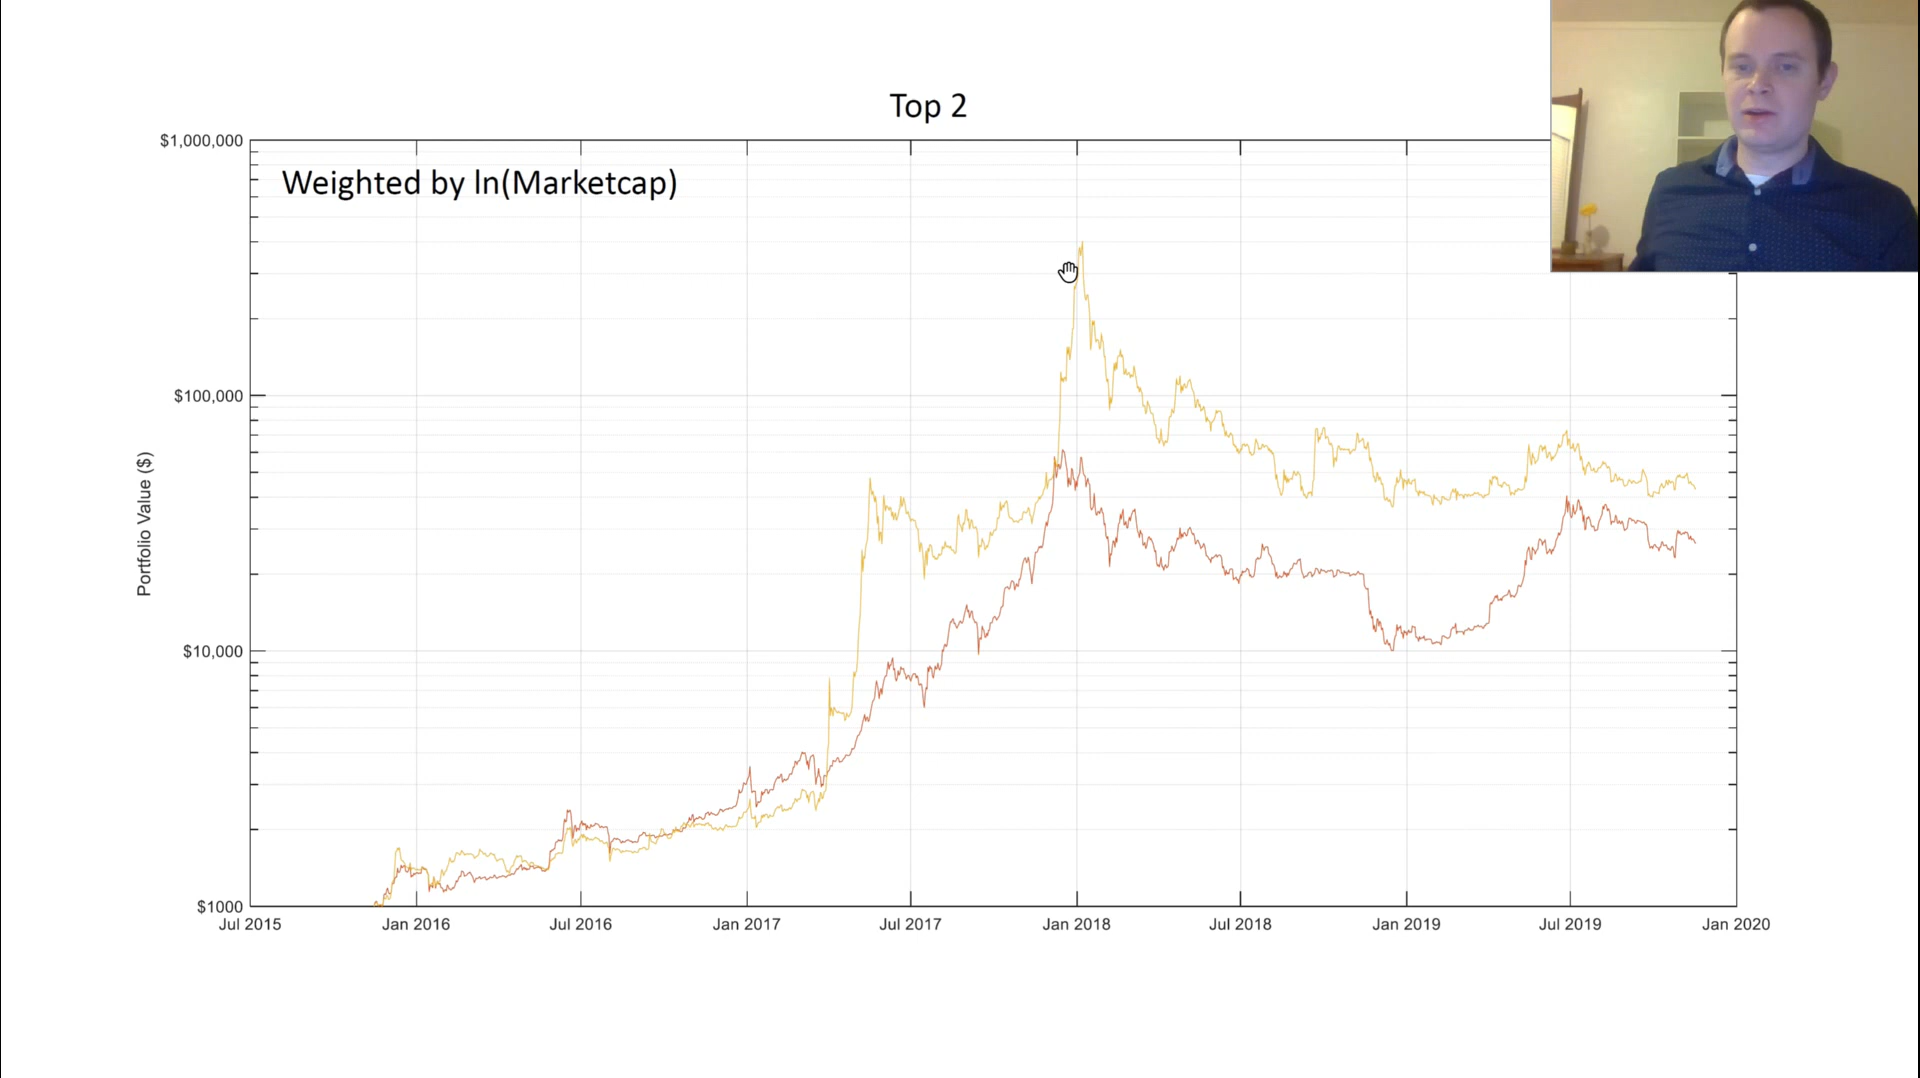 Top 2
Weighted by ln(Marketcap)
$1,000,000
$100,000
$10,000
$1000
Portfolio Value ($)
Jul 2015
Jan 2016
Jul 2016
Jan 2017
Jul 2017
Jan 2018
Jul 2018
Jan 2019
Jul 2019
Jan 2020